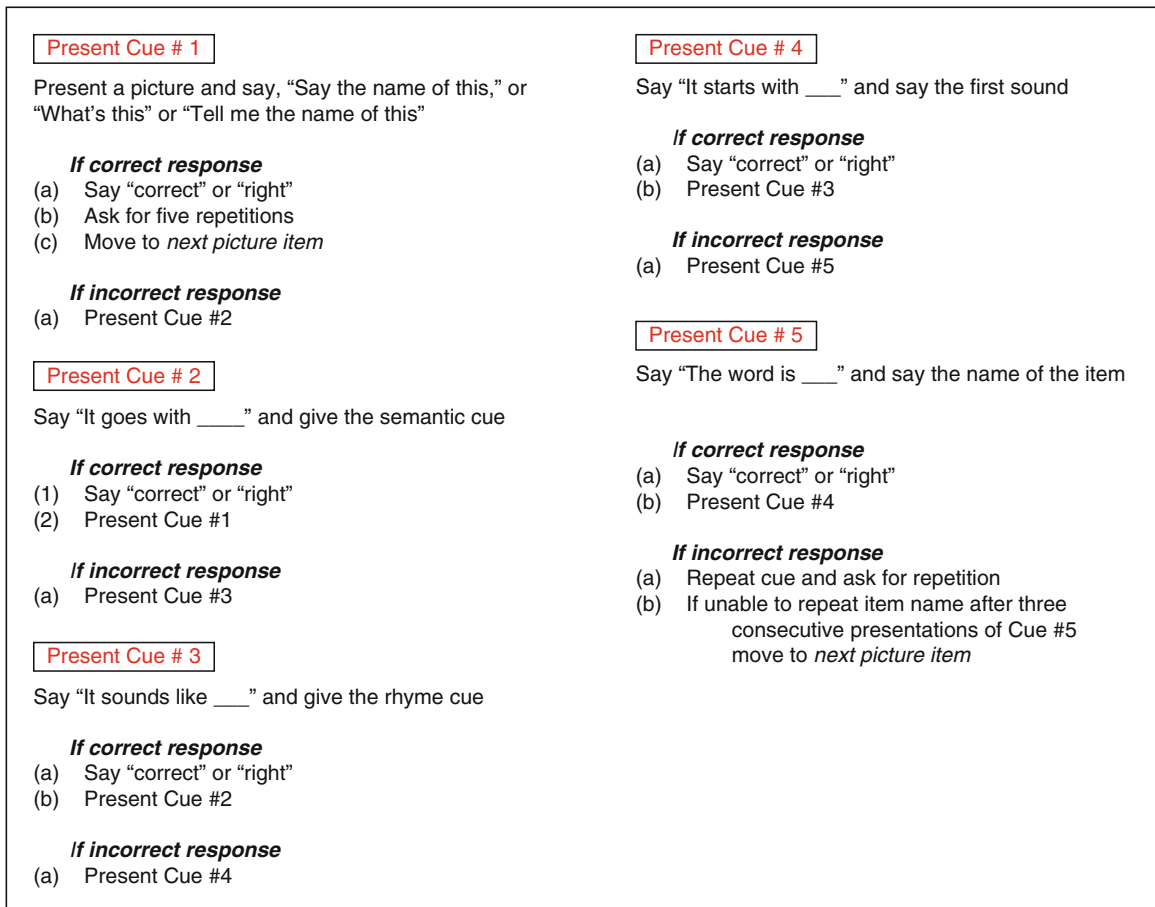 Present Cue # 1
Present a picture and say, “Say the name of this,” or
“What's this” or “Tell me the name of this”
If correct response
(a) Say “correct” or “right”
(b) Ask for five repetitions
(c) Move to next picture item
If incorrect response
(a) Present Cue #2
Present Cue # 2
Say “It goes with ____” and give the semantic cue
If correct response
(1) Say “correct” or “right”
(2) Present Cue #1
If incorrect response
(a) Present Cue #3
Present Cue # 3
Say “It sounds like ___” and give the rhyme cue
If correct response
(a) Say “correct” or “right”
(b) Present Cue #2
If incorrect response
(a) Present Cue #4
Present Cue # 4
Say “It starts with ___” and say the first sound
If correct response
(a) Say “correct” or “right”
(b) Present Cue #3
If incorrect response
(a) Present Cue #5
Present Cue # 5
Say “The word is ___” and say the name of the item
If correct response
(a) Say “correct” or “right”
(b) Present Cue #4
If incorrect response
(a) Repeat cue and ask for repetition
(b) If unable to repeat item name after three
consecutive presentations of Cue #5
move to next picture item